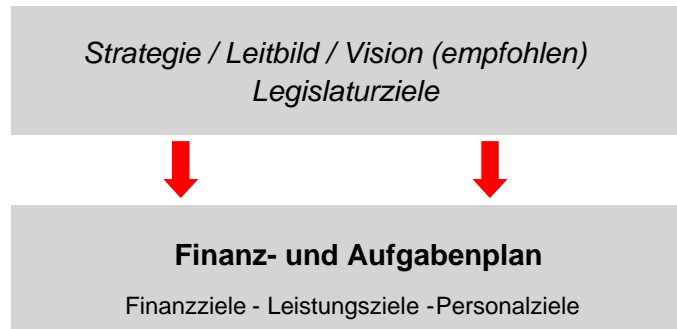 Strategie / Leitbild / Vision (empfohlen)
Legislaturziele
Finanz- und Aufgabenplan
Finanzziele - Leistungsziele -Personalziele